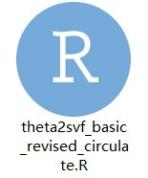 R
theta2svf_basic
_revised_circula
te.R